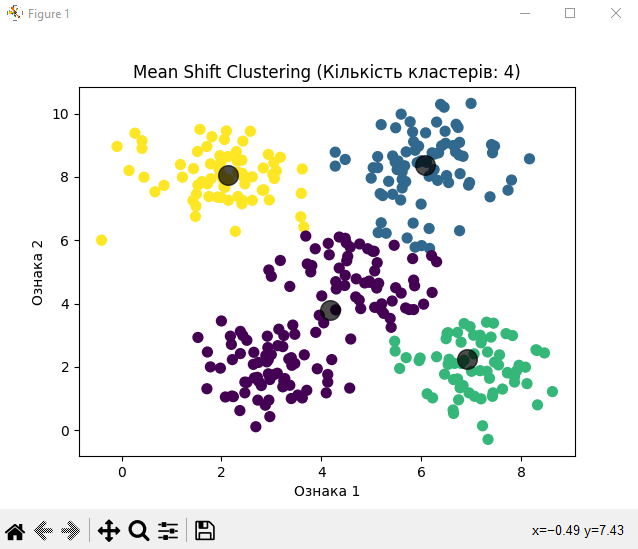 Figure 1
Mean Shift Clustering (Кількість кластерів: 4)
10
8
6
4
2
0
Ознака 2
0 2 4 6 8
Ознака 1
x=−0.49 y=7.43